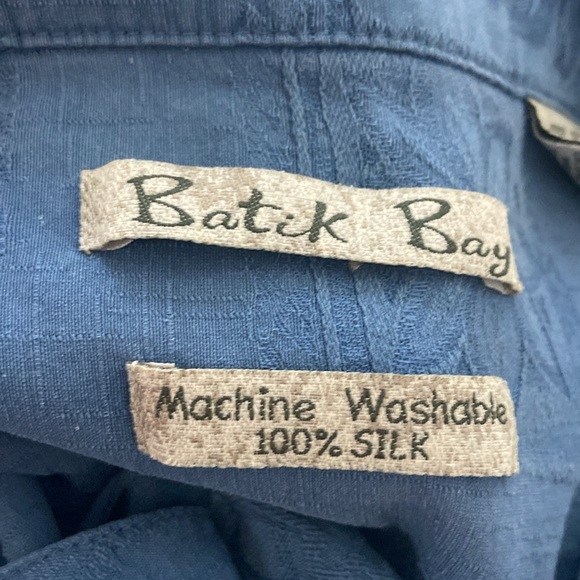 Batik Bay
Machine Washable
100% SILK